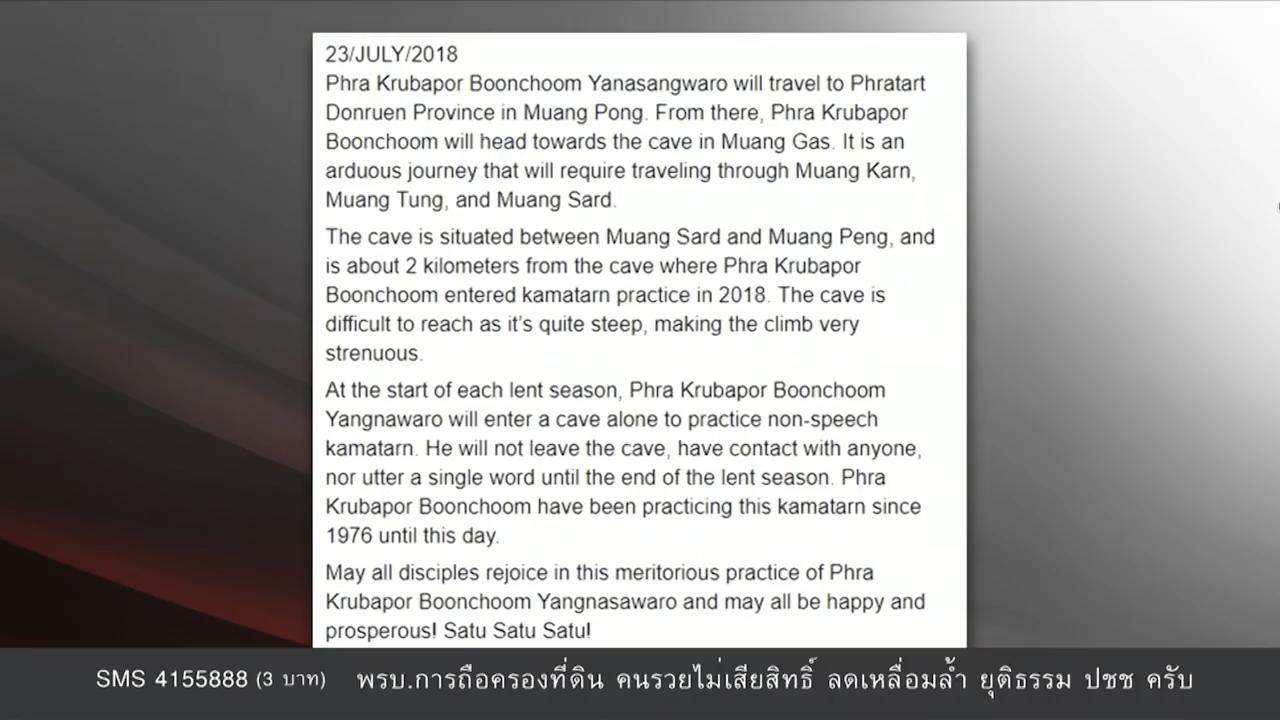 23/JULY/2018
Phra Krubapor Boonchoom Yanasangwaro will travel to Phratart
Donruen Province in Muang Pong. From there, Phra Krubapor
Boonchoom will head towards the cave in Muang Gas. It is an
arduous journey that will require traveling through Muang Karn,
Muang Tung, and Muang Sard.
The cave is situated between Muang Sard and Muang Peng, and
is about 2 kilometers from the cave where Phra Krubapor
Boonchoom entered kamatarn practice in 2018. The cave is
difficult to reach as it's quite steep, making the climb very
strenuous.
At the start of each lent season, Phra Krubapor Boonchoom
Yangnawaro will enter a cave alone to practice non-speech
kamatarn. He will not leave the cave, have contact with anyone,
nor utter a single word until the end of the lent season. Phra
Krubapor Boonchoom have been practicing this kamatarn since
1976 until this day.
May all disciples rejoice in this meritorious practice of Phra
Krubapor Boonchoom Yangnasawaro and may all be happy and
prosperous! Satu Satu Satu!
SMS 4155888 (3 บาท) พรบ.การถือครองที่ดิน คนรวยไม่เสียสิทธิ์ ลดเหลื่อมล้ำ ยุติธรรม ปชช ครับ